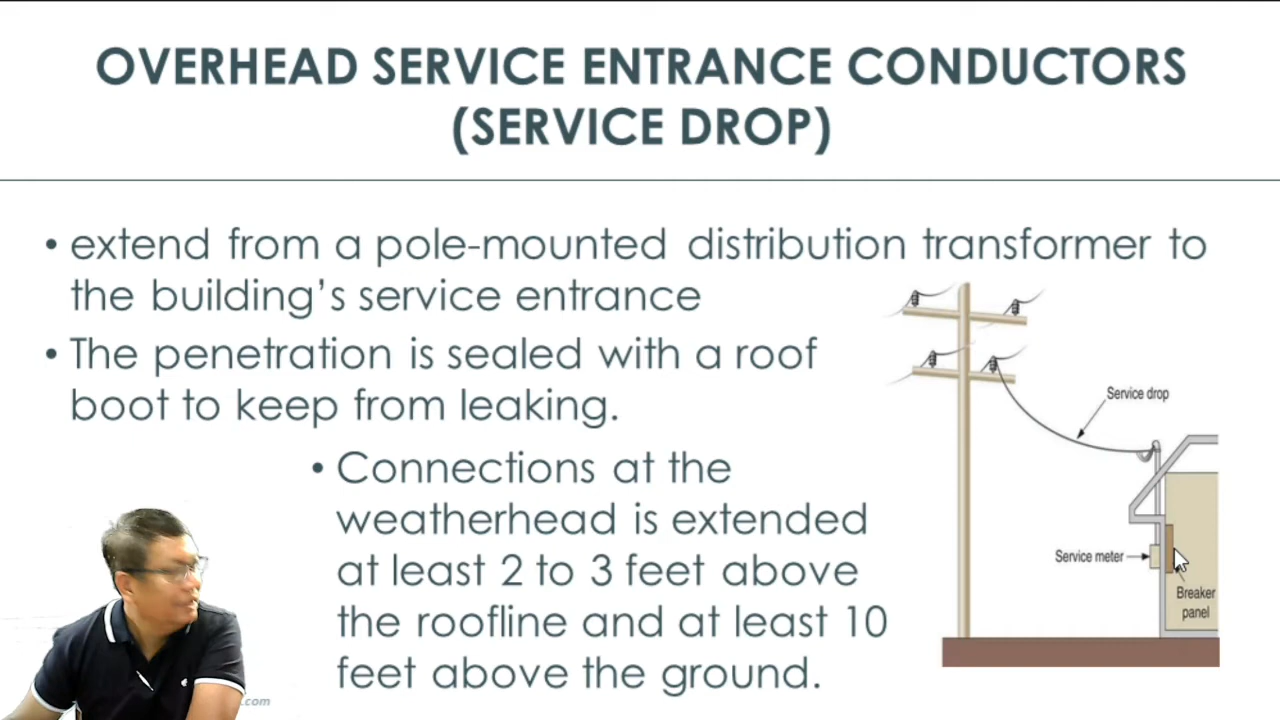 OVERHEAD SERVICE ENTRANCE CONDUCTORS
(SERVICE DROP)
• extend from a pole-mounted distribution transformer to
the building’s service entrance
• The penetration is sealed with a roof
boot to keep from leaking.
• Connections at the
weatherhead is extended
at least 2 to 3 feet above
the roofline and at least 10
feet above the ground.
Service drop
Service meter
Breaker
panel
.com